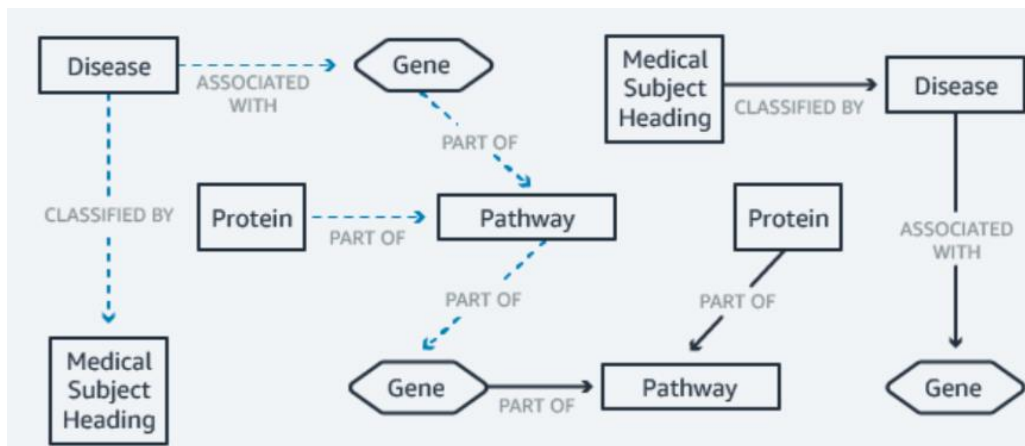 Disease
ASSOCIATED
WITH
Gene
Medical
Subject
Heading
CLASSIFIED BY
Disease
PART OF
CLASSIFIED BY
Protein
PART OF
Pathway
Protein
ASSOCIATED
WITH
PART OF
PART OF
Medical
Subject
Heading
Gene
PART OF
Pathway
Gene